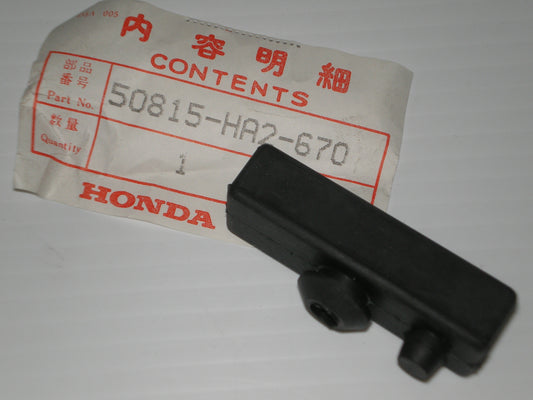 005
内容明細
CONTENTS
部品
番号
Part No.
50815-HA2-670
数量
Quantity
1
HONDA